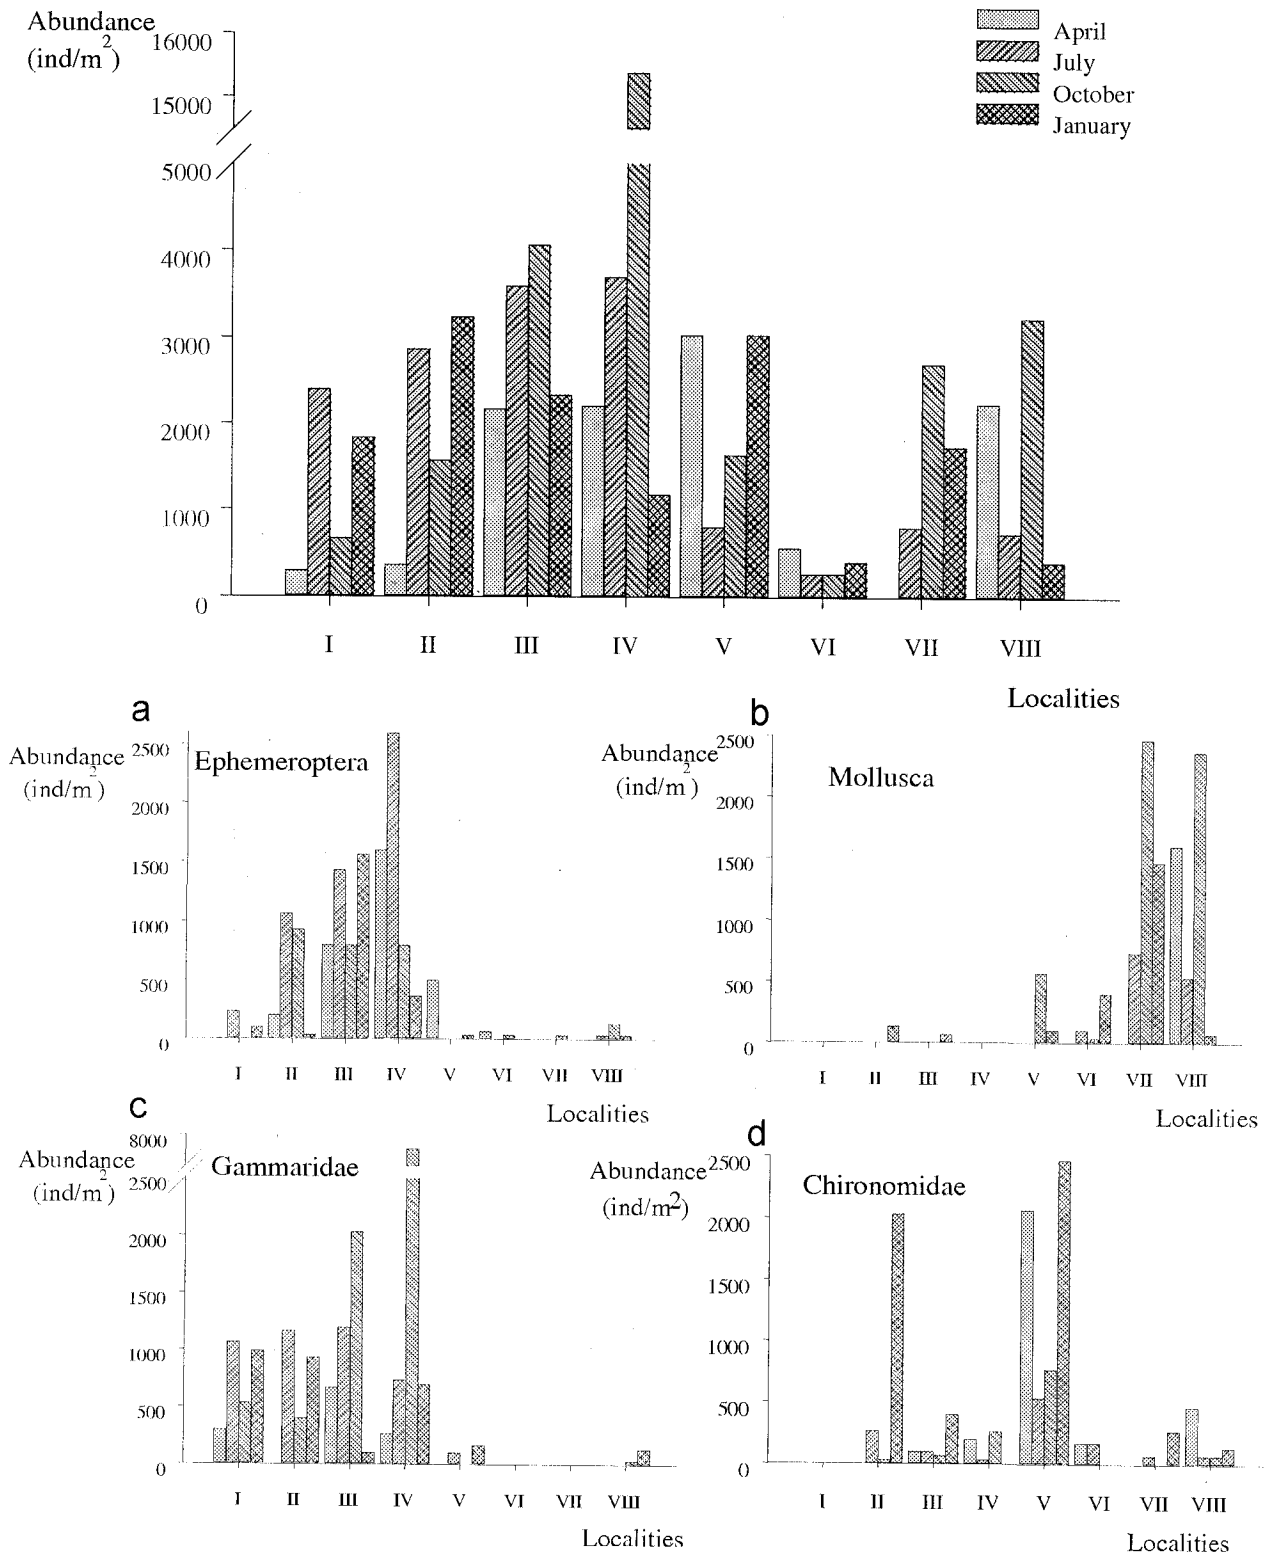 Abundance
(ind/m2)
16000
15000
5000
4000
3000
2000
1000
0
April
July
October
January
I II III IV V VI VII VIII
Localities
a
Abundance
(ind/m2)
Ephemeroptera
2500
2000
1500
1000
500
0
I II III IV V VI VII VIII
Localities
b
Abundance
(ind/m2)
Mollusca
2500
2000
1500
1000
500
0
I II III IV V VI VII VIII
Localities
c
Abundance
(ind/m2)
Gammaridae
8000
2500
2000
1500
1000
500
0
I II III IV V VI VII VIII
Localities
d
Abundance
(ind/m2)
Chironomidae
2500
2000
1500
1000
500
0
I II III IV V VI VII VIII
Localities